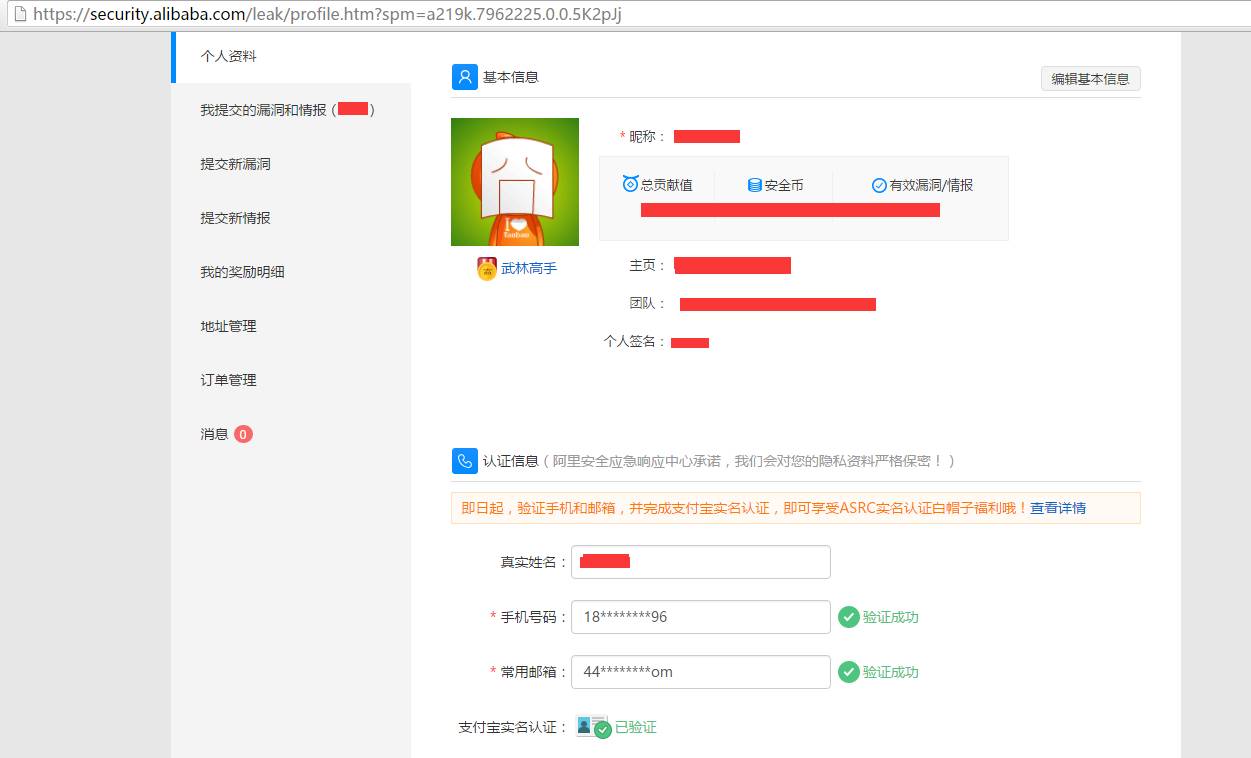 https://security.alibaba.com/leak/profile.htm?spm=a219k.7962225.0.0.5K2pJj
个人资料
我提交的漏洞和情报 ( )
提交新漏洞
提交新情报
我的奖励明细
地址管理
订单管理
消息 0
基本信息
编辑基本信息
I
Taobao
武林高手
* 昵称：
总贡献值 安全币 有效漏洞/情报
主页：
团队：
个人签名：
认证信息（阿里安全应急响应中心承诺，我们会对您的隐私资料严格保密！）
即日起，验证手机和邮箱，并完成支付宝实名认证，即可享受ASRC实名认证白帽子福利哦！查看详情
真实姓名：
* 手机号码： 18********96 验证成功
* 常用邮箱： 44********om 验证成功
支付宝实名认证： 已验证